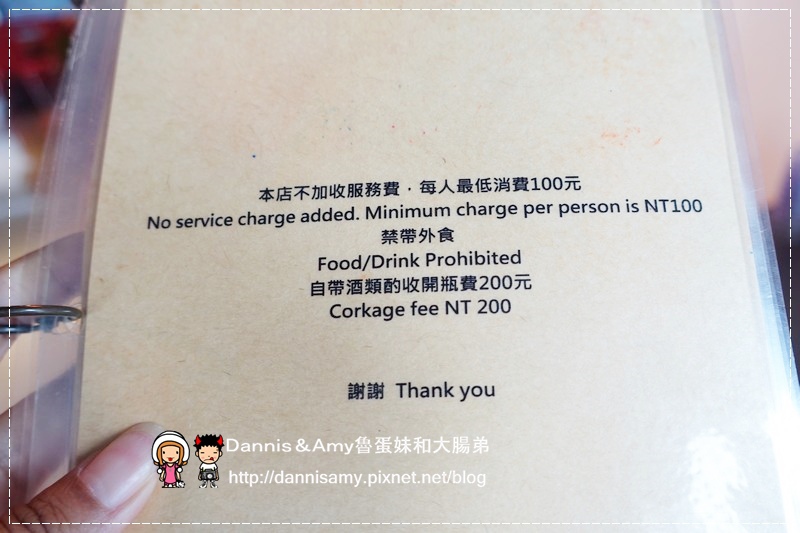 本店不加收服務費，每人最低消費100元
No service charge added. Minimum charge per person is NT100
禁帶外食
Food/Drink Prohibited
自帶酒類酌收開瓶費200元
Corkage fee NT 200
謝謝 Thank you
Dannis & Amy魯蛋妹和大腸弟
http://dannisamy.pixnet.net/blog